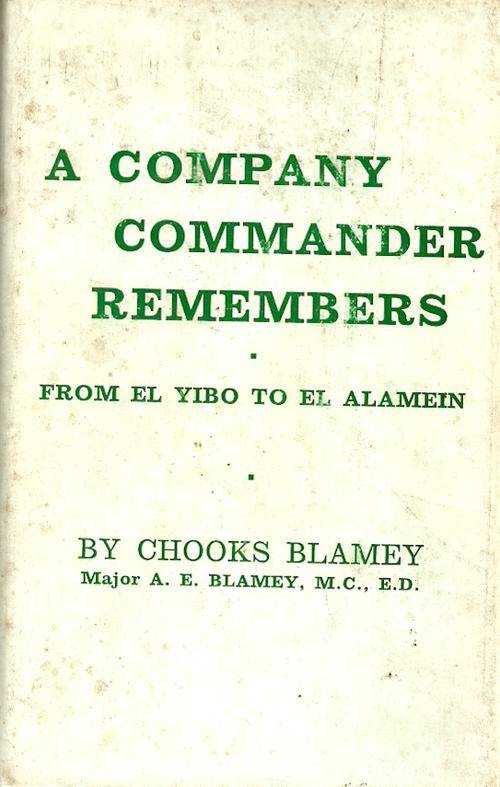 A COMPANY
COMMANDER
REMEMBERS
FROM EL YIBO TO EL ALAMEIN
BY CHOOKS BLAMEY
Major A. E. BLAMEY, M.C., E.D.